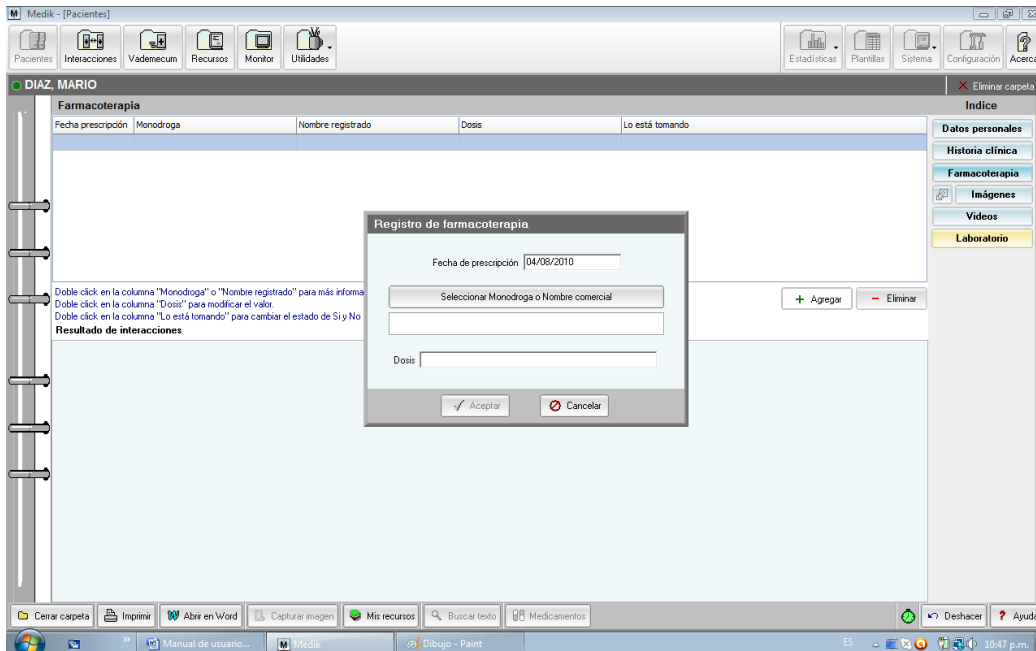 Medik - [Pacientes]
Pacientes Interacciones Vademecum Recursos Monitor Utilidades Estadísticas Plantillas Sistema Configuración Acerca
DIAZ, MARIO Eliminar carpeta
Farmacoterapia Indice
Fecha prescripción Monodroga Nombre registrado Dosis Lo está tomando
Datos personales
Historia clínica
Farmacoterapia
Imágenes
Videos
Laboratorio
Registro de farmacoterapia
Fecha de prescripción 04/08/2010
Seleccionar Monodroga o Nombre comercial
Dosis
Aceptar Cancelar
Doble click en la columna "Monodroga" o "Nombre registrado" para más informa
Doble click en la columna "Dosis" para modificar el valor.
Doble click en la columna "Lo está tomando" para cambiar el estado de Si y No
+ Agregar − Eliminar
Resultado de interacciones
Cerrar carpeta Imprimir Abrir en Word Capturar imagen Mis recursos Buscar texto Medicamentos Deshacer Ayuda
Manual de usuario... Medik Dibujo - Paint ES 10:47 p.m.